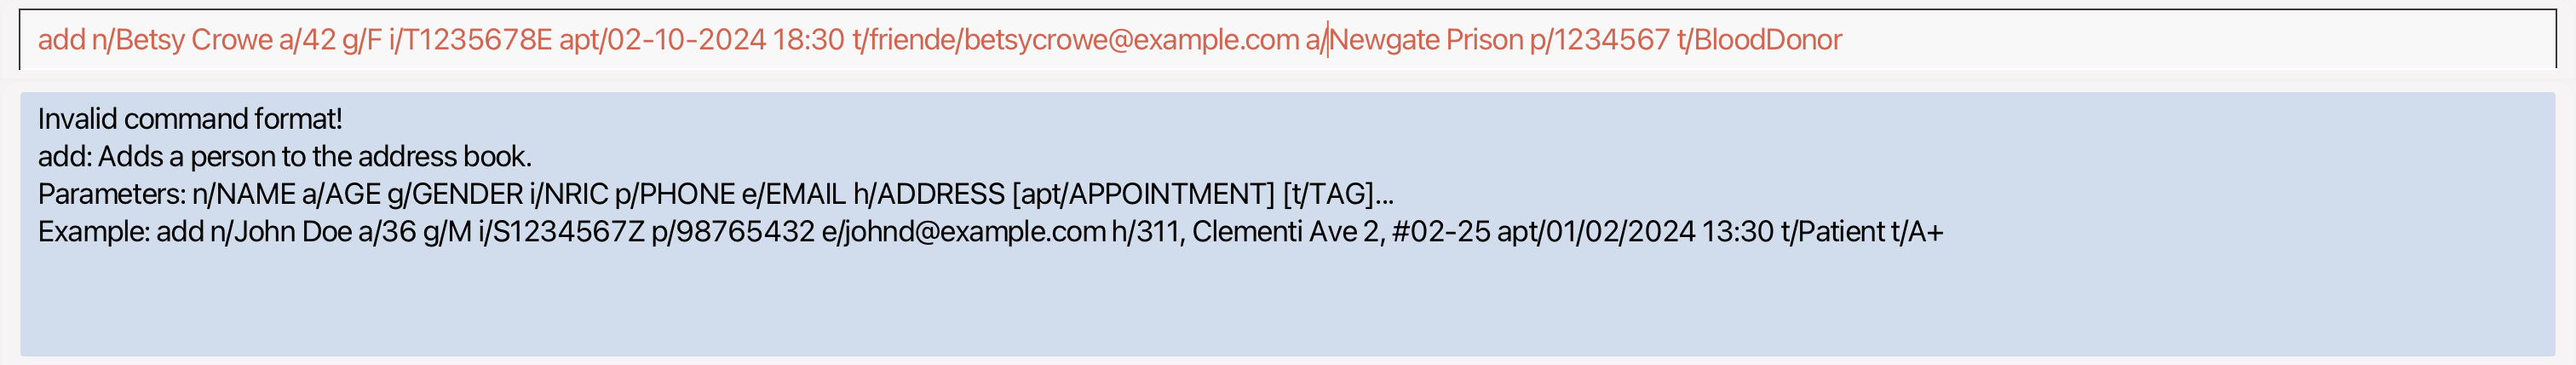 add n/Betsy Crowe a/42 g/F i/T1235678E apt/02-10-2024 18:30 t/friende/betsycrowe@example.com a/Newgate Prison p/1234567 t/BloodDonor
Invalid command format!
add: Adds a person to the address book.
Parameters: n/NAME a/AGE g/GENDER i/NRIC p/PHONE e/EMAIL h/ADDRESS [apt/APPOINTMENT] [t/TAG]...
Example: add n/John Doe a/36 g/M i/S1234567Z p/98765432 e/johnd@example.com h/311, Clementi Ave 2, #02-25 apt/01/02/2024 13:30 t/Patient t/A+